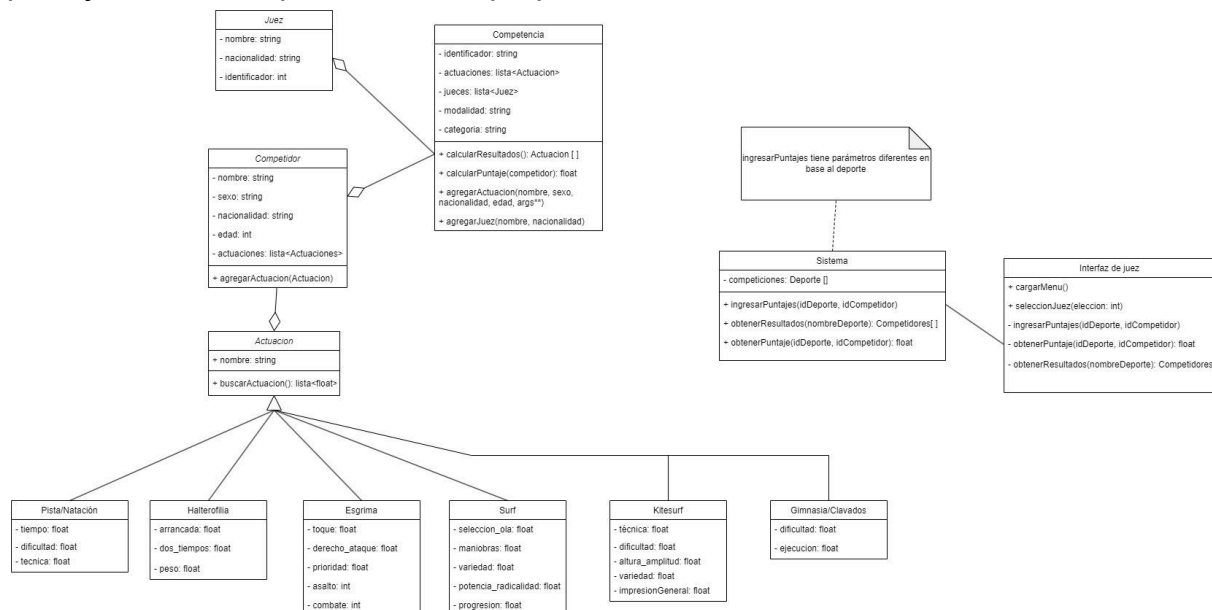 Juez
- nombre: string
- nacionalidad: string
- identificador: int
Competencia
- identificador: string
- actuaciones: lista<Actuacion>
- jueces: lista<Juez>
- modalidad: string
- categoria: string
+ calcularResultados(): Actuacion [ ]
+ calcularPuntaje(competidor): float
+ agregarActuacion(nombre, sexo,
nacionalidad, edad, args**)
+ agregarJuez(nombre, nacionalidad)
Competidor
- nombre: string
- sexo: string
- nacionalidad: string
- edad: int
- actuaciones: lista<Actuaciones>
+ agregarActuacion(Actuacion)
ingresarPuntajes tiene parámetros diferentes en
base al deporte
Sistema
- competiciones: Deporte []
+ ingresarPuntajes(idDeporte, idCompetidor)
+ obtenerResultados(nombreDeporte): Competidores[ ]
+ obtenerPuntaje(idDeporte, idCompetidor): float
Interfaz de juez
+ cargarMenu()
+ seleccionJuez(eleccion: int)
- ingresarPuntajes(idDeporte, idCompetidor)
- obtenerPuntaje(idDeporte, idCompetidor): float
- obtenerResultados(nombreDeporte): Competidores
Actuacion
+ nombre: string
+ buscarActuacion(): lista<float>
Pista/Natación
- tiempo: float
- dificultad: float
- tecnica: float
Halterofilia
- arrancada: float
- dos_tiempos: float
- peso: float
Esgrima
- toque: float
- derecho_ataque: float
- prioridad: float
- asalto: int
- combate: int
Surf
- seleccion_ola: float
- maniobras: float
- variedad: float
- potencia_radicalidad: float
- progresion: float
Kitesurf
- técnica: float
- dificultad: float
- altura_amplitud: float
- variedad: float
- impresionGeneral: float
Gimnasia/Clavados
- dificultad: float
- ejecucion: float